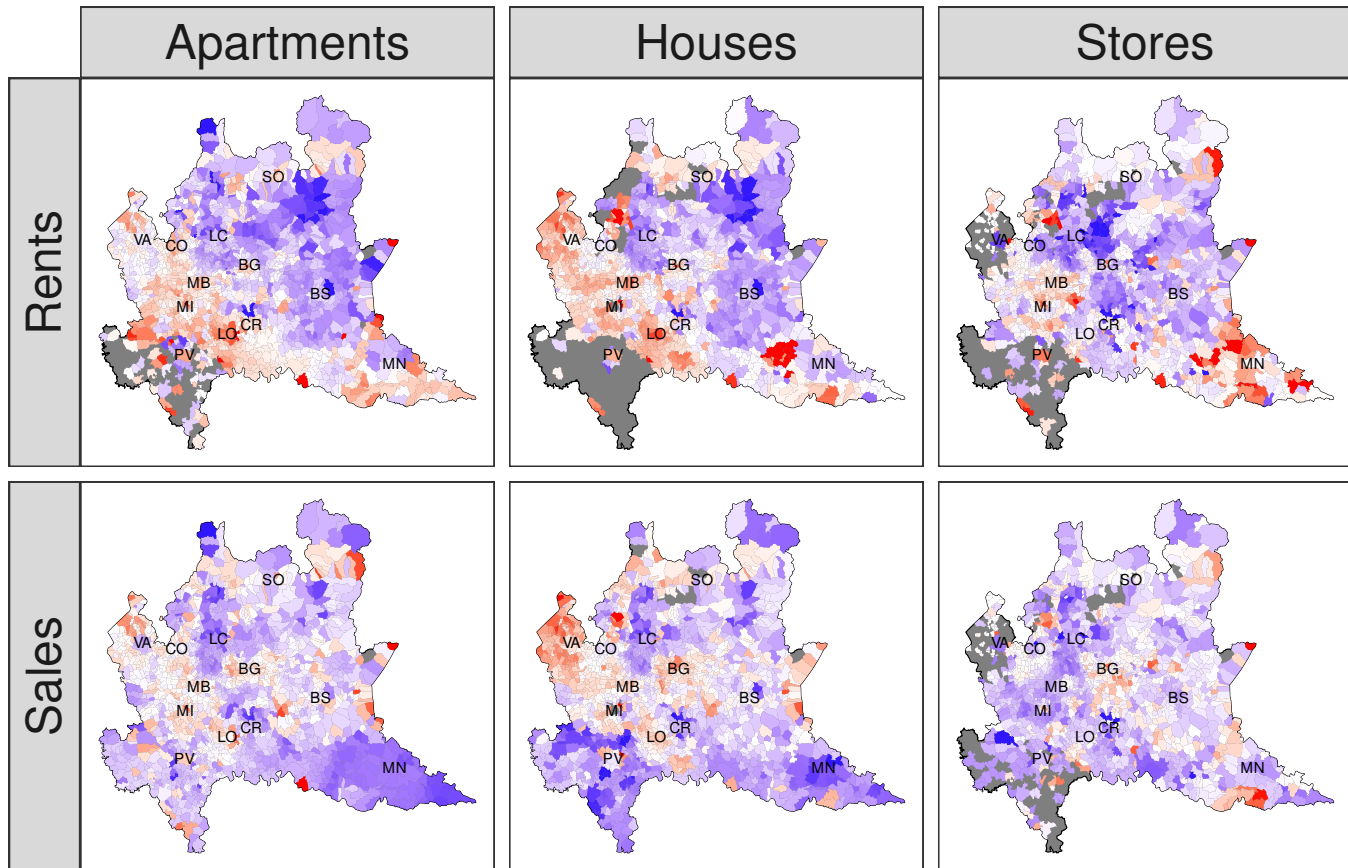 Apartments
Houses
Stores
Rents
SO
VA
CO
LC
BG
MB
MI
BS
CR
LO
PV
MN
SO
VA
CO
LC
BG
MB
MI
BS
CR
LO
PV
MN
SO
VA
CO
LC
BG
MB
MI
BS
CR
LO
PV
MN
Sales
SO
VA
CO
LC
BG
MB
MI
BS
CR
LO
PV
MN
SO
VA
CO
LC
BG
MB
MI
BS
CR
LO
PV
MN
SO
VA
CO
LC
BG
MB
MI
BS
CR
LO
PV
MN